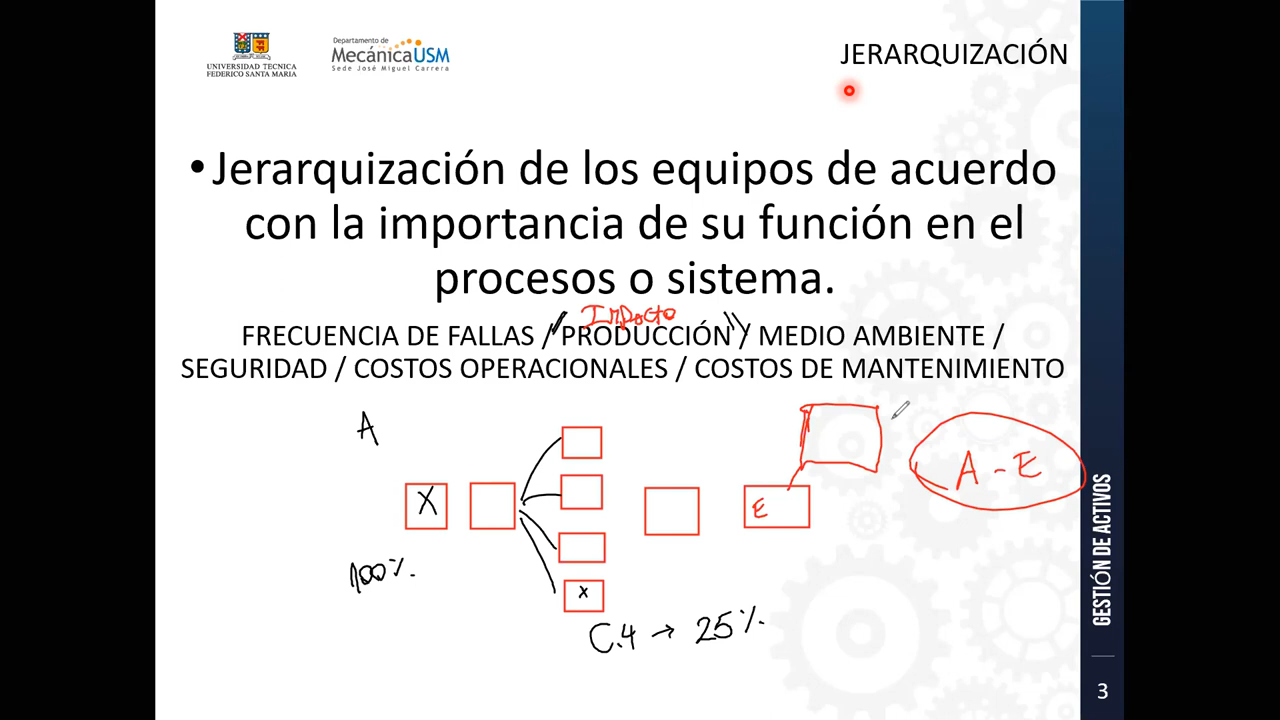 UNIVERSIDAD TECNICA
FEDERICO SANTA MARIA
Departamento de
MecánicaUSM
Sede José Miguel Carrera
JERARQUIZACIÓN
•Jerarquización de los equipos de acuerdo
con la importancia de su función en el
procesos o sistema.
Impacto
FRECUENCIA DE FALLAS / PRODUCCIÓN / MEDIO AMBIENTE /
SEGURIDAD / COSTOS OPERACIONALES / COSTOS DE MANTENIMIENTO
A
A - E
X
E
100%.
x
C.4 → 25%.
GESTIÓN DE ACTIVOS
3